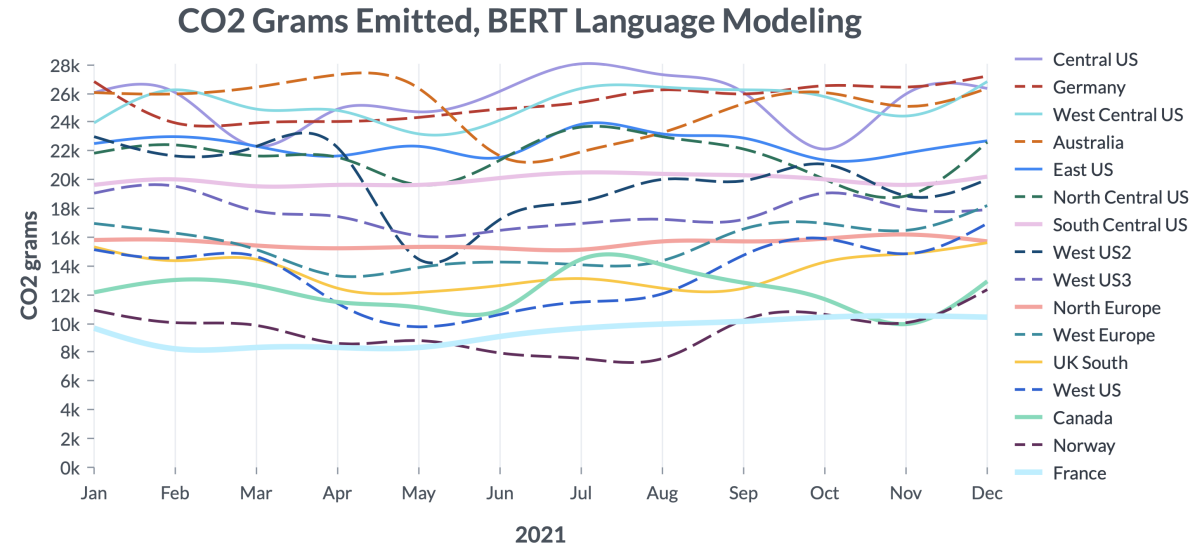 CO2 Grams Emitted, BERT Language Modeling
CO2 grams
28k
26k
24k
22k
20k
18k
16k
14k
12k
10k
8k
6k
4k
2k
0k
Jan Feb Mar Apr May Jun Jul Aug Sep Oct Nov Dec
2021
Central US
Germany
West Central US
Australia
East US
North Central US
South Central US
West US2
West US3
North Europe
West Europe
UK South
West US
Canada
Norway
France